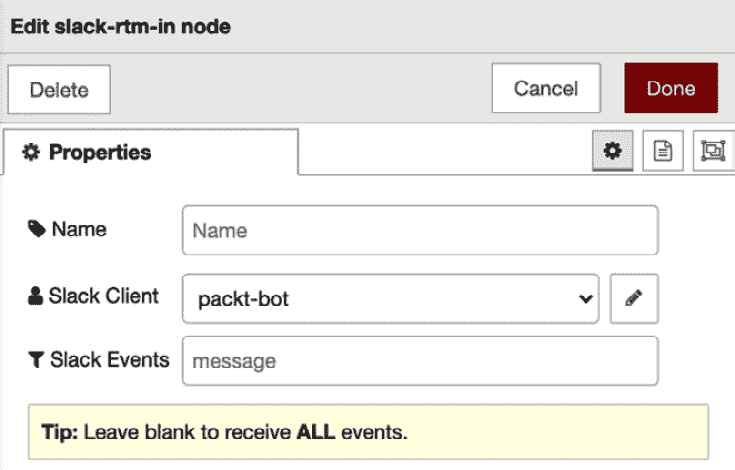 Edit slack-rtm-in node
Delete
Cancel
Done
Properties
Name
Name
Slack Client
packt-bot
Slack Events
message
Tip: Leave blank to receive ALL events.